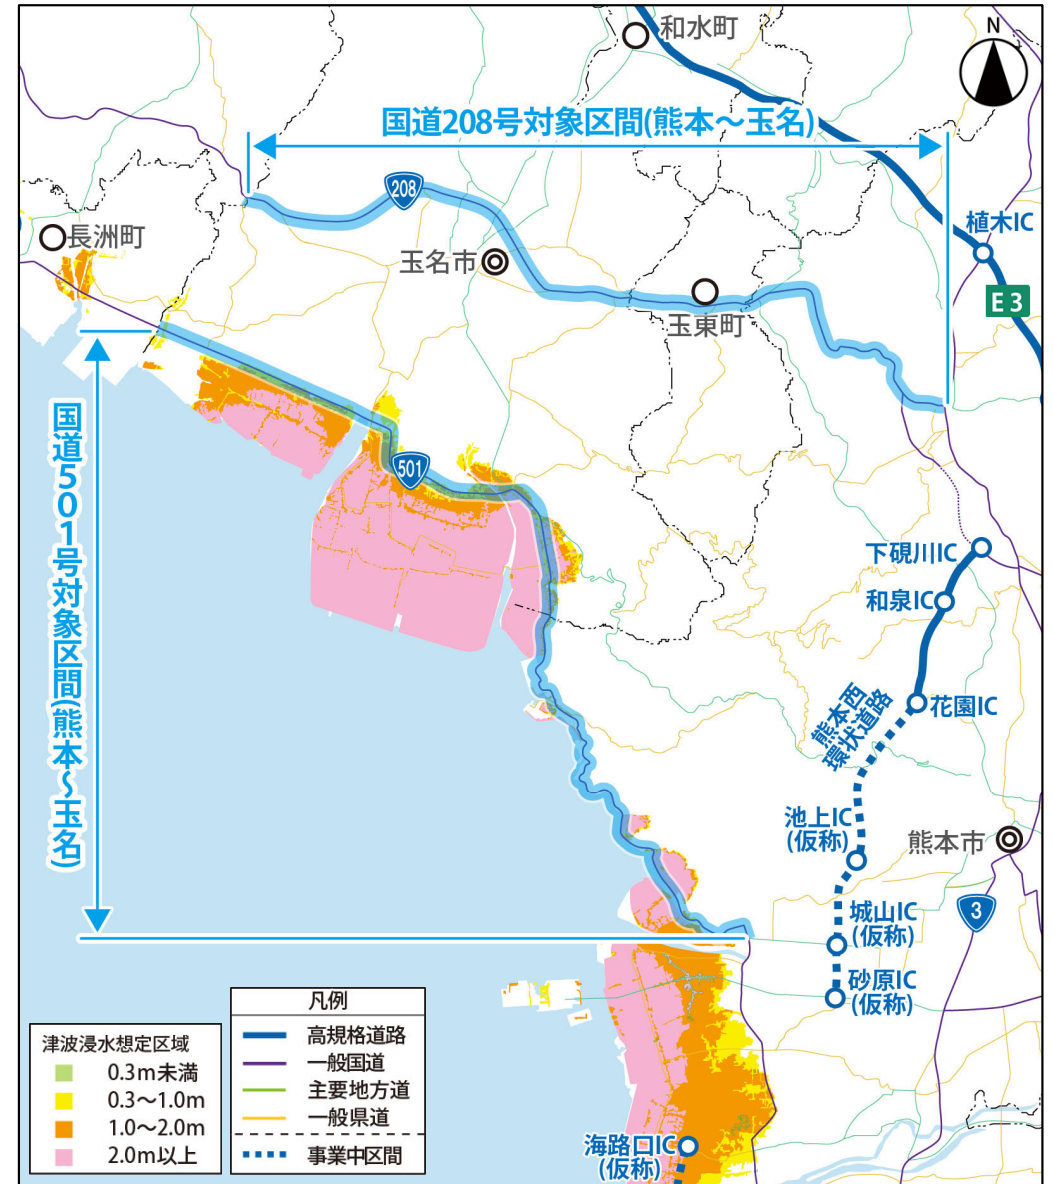 和水町
N
国道208号対象区間(熊本～玉名)
208
植木IC
長洲町
玉名市
E3
玉東町
国道501号対象区間(熊本～玉名)
501
下硯川IC
和泉IC
花園IC
熊本西
環状道路
池上IC
(仮称)
熊本市
城山IC
(仮称)
3
砂原IC
(仮称)
凡例
高規格道路
一般国道
主要地方道
一般県道
事業中区間
津波浸水想定区域
0.3m未満
0.3～1.0m
1.0～2.0m
2.0m以上
海路口IC
(仮称)